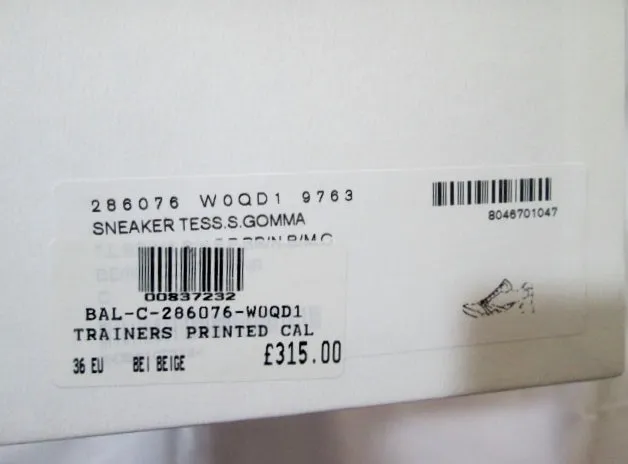 286076 W0QD1 9763
SNEAKER TESS.S.GOMMA
8046701047
00837232
BAL-C-286076-W0QD1
TRAINERS PRINTED CAL
36 EU BEI BEIGE £315.00